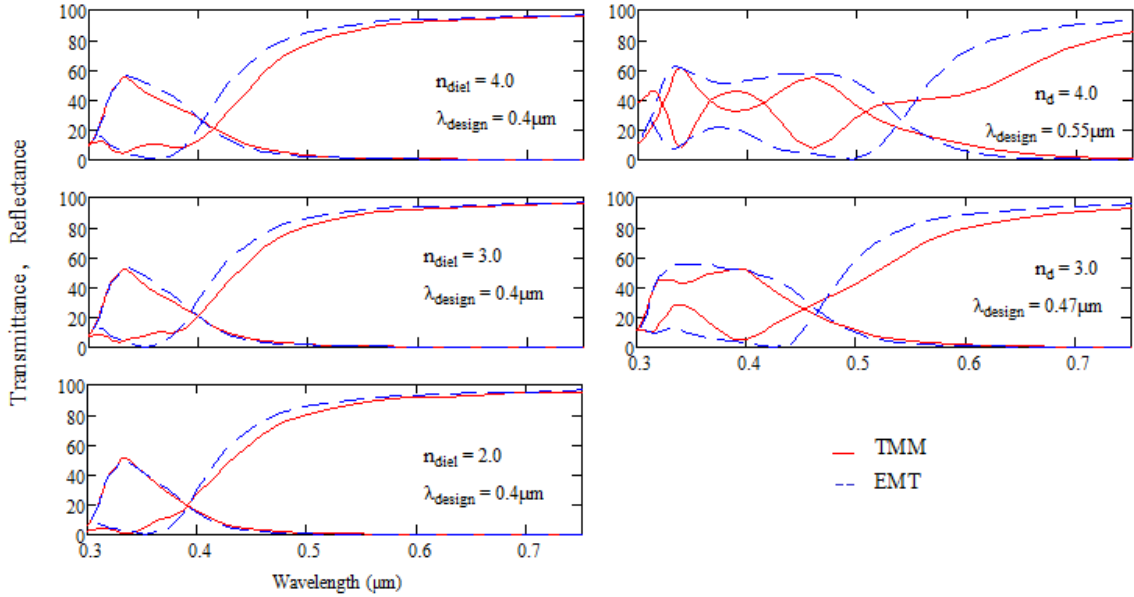 Transmittance, Reflectance
100
80
60
40
20
0
n_diel = 4.0
λ_design = 0.4μm
100
80
60
40
20
0
n_d = 4.0
λ_design = 0.55μm
100
80
60
40
20
0
n_diel = 3.0
λ_design = 0.4μm
100
80
60
40
20
0
n_d = 3.0
λ_design = 0.47μm
0.3 0.4 0.5 0.6 0.7
100
80
60
40
20
0
n_diel = 2.0
λ_design = 0.4μm
0.3 0.4 0.5 0.6 0.7
Wavelength (μm)
TMM
EMT